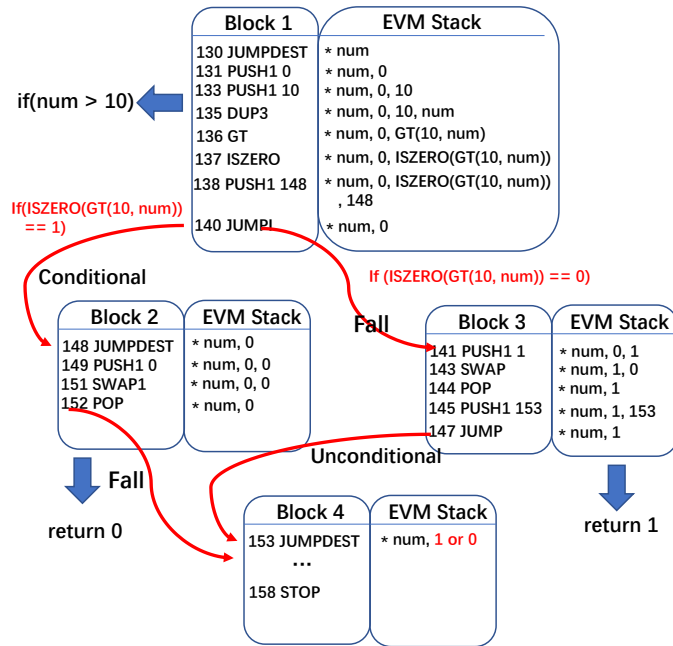 Block 1 EVM Stack
130 JUMPDEST * num
131 PUSH1 0 * num, 0
133 PUSH1 10 * num, 0, 10
135 DUP3 * num, 0, 10, num
136 GT * num, 0, GT(10, num)
137 ISZERO * num, 0, ISZERO(GT(10, num))
138 PUSH1 148 * num, 0, ISZERO(GT(10, num))
, 148
140 JUMPI * num, 0
if(num > 10)
If(ISZERO(GT(10, num))
== 1)
If (ISZERO(GT(10, num)) == 0)
Conditional
Fall
Block 2 EVM Stack
148 JUMPDEST * num, 0
149 PUSH1 0 * num, 0, 0
151 SWAP1 * num, 0, 0
152 POP * num, 0
Block 3 EVM Stack
141 PUSH1 1 * num, 0, 1
143 SWAP * num, 1, 0
144 POP * num, 1
145 PUSH1 153 * num, 1, 153
147 JUMP * num, 1
Unconditional
Fall
return 0
return 1
Block 4 EVM Stack
153 JUMPDEST * num, 1 or 0
...
158 STOP